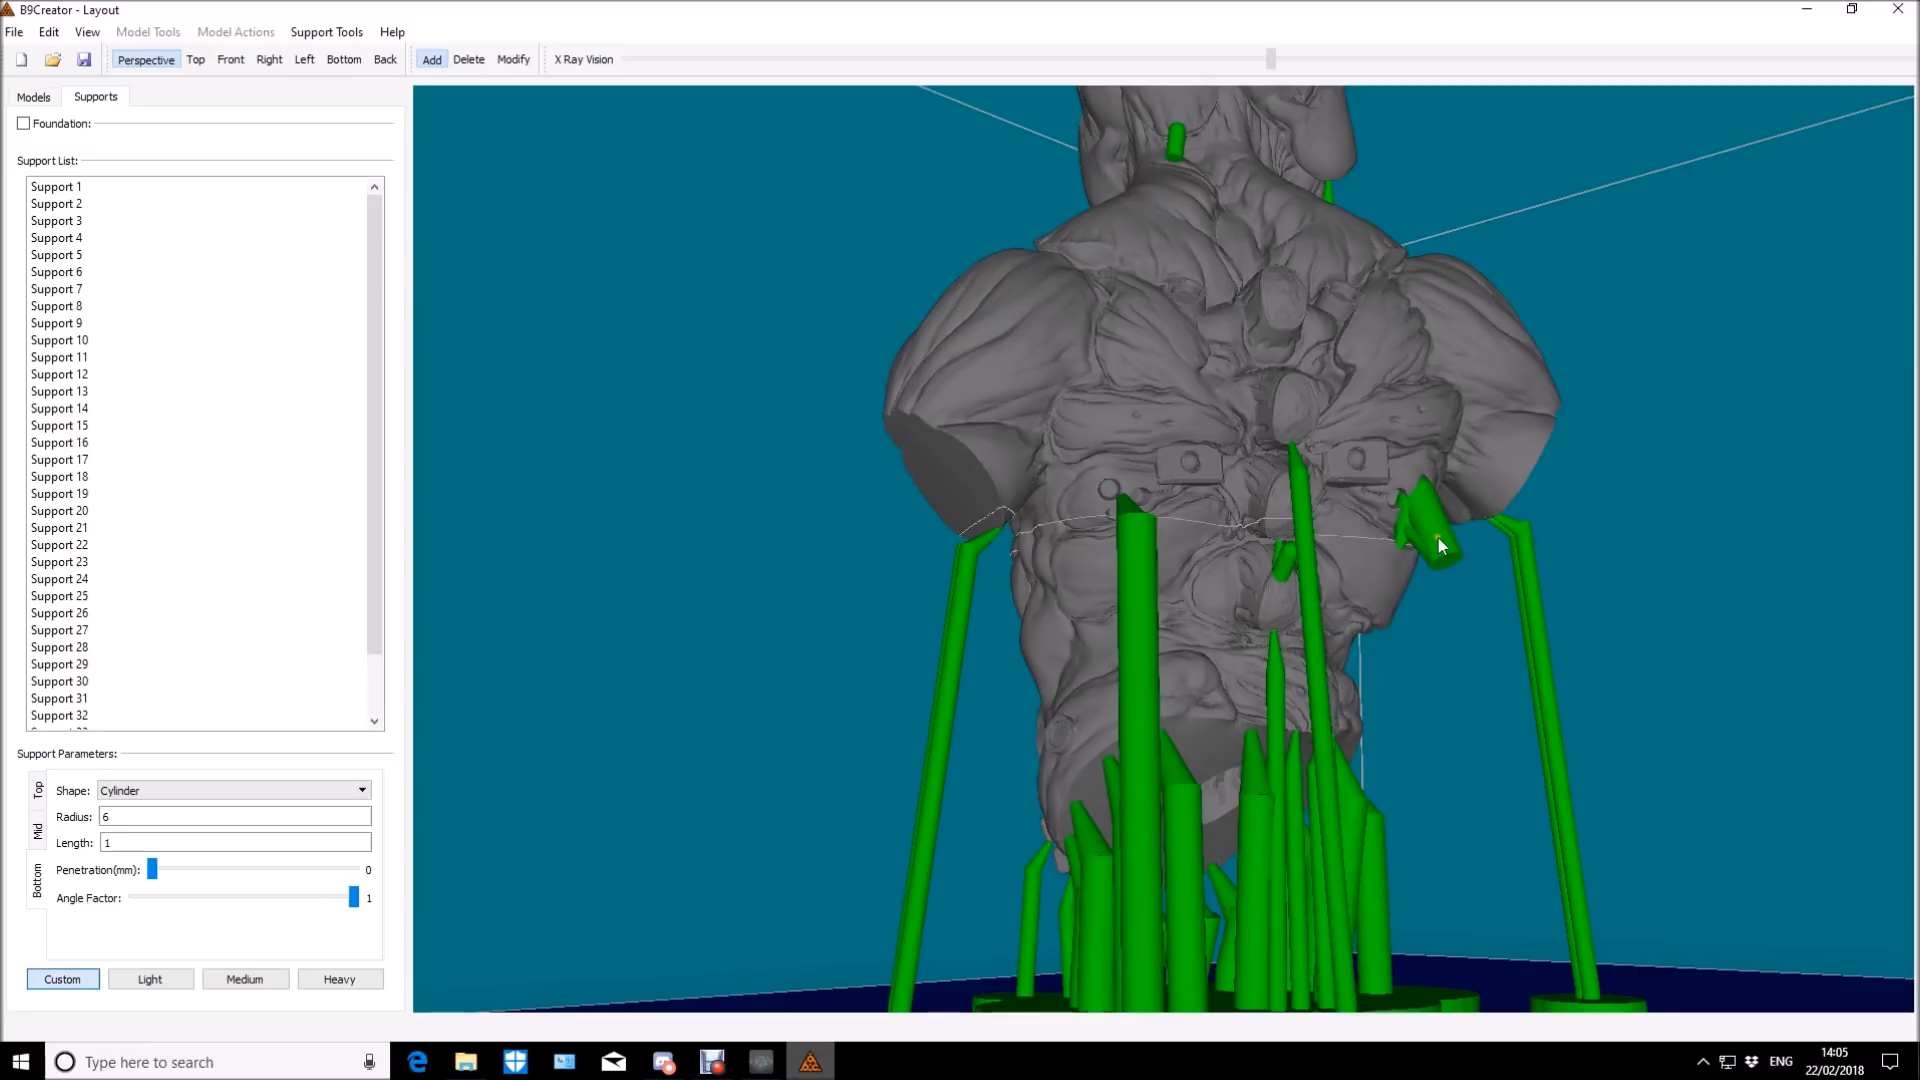 B9Creator - Layout
File Edit View Model Tools Model Actions Support Tools Help
Perspective Top Front Right Left Bottom Back Add Delete Modify X Ray Vision
Models Supports
Foundation:
Support List:
Support 1
Support 2
Support 3
Support 4
Support 5
Support 6
Support 7
Support 8
Support 9
Support 10
Support 11
Support 12
Support 13
Support 14
Support 15
Support 16
Support 17
Support 18
Support 19
Support 20
Support 21
Support 22
Support 23
Support 24
Support 25
Support 26
Support 27
Support 28
Support 29
Support 30
Support 31
Support 32
Support Parameters:
Top
Mid
Bottom
Shape: Cylinder
Radius: 6
Length: 1
Penetration(mm): 0
Angle Factor: 1
Custom Light Medium Heavy
Type here to search
ENG
14:05
22/02/2018